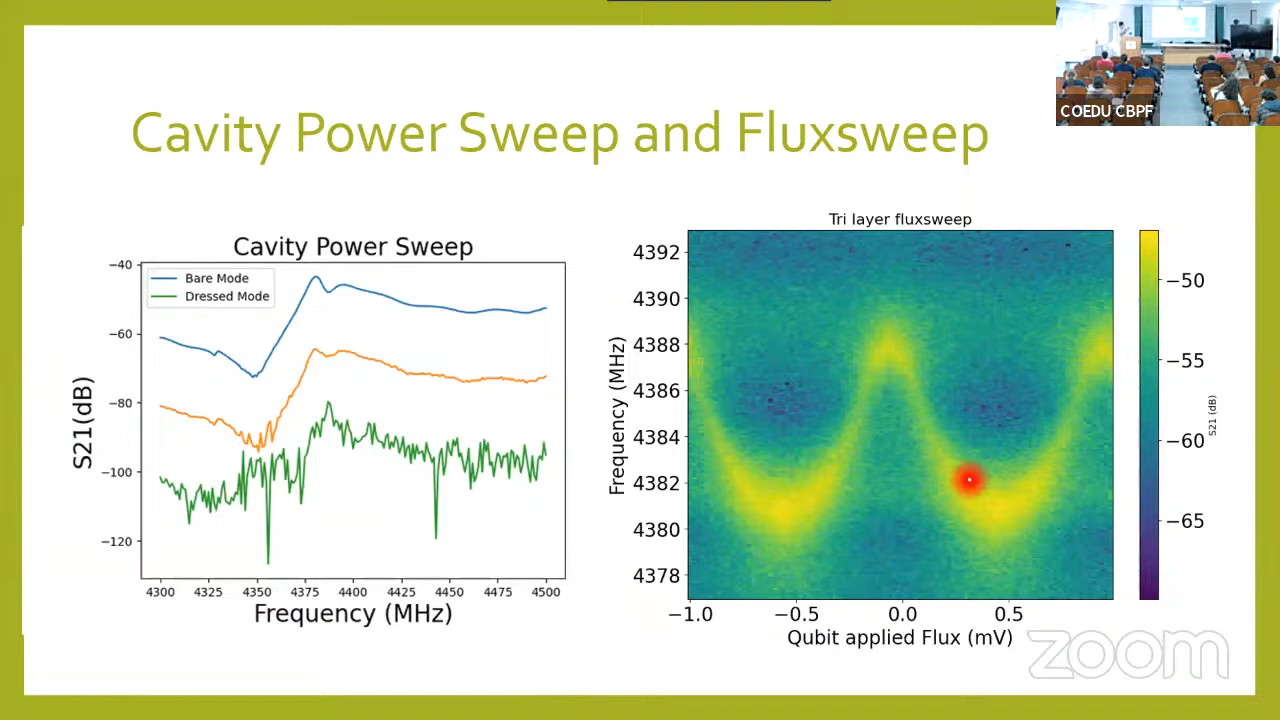 COEDU CBPF
Cavity Power Sweep and Fluxsweep
Cavity Power Sweep
Bare Mode
Dressed Mode
S21(dB)
−40
−60
−80
−100
−120
4300 4325 4350 4375 4400 4425 4450 4475 4500
Frequency (MHz)
Tri layer fluxsweep
Frequency (MHz)
4392
4390
4388
4386
4384
4382
4380
4378
−1.0 −0.5 0.0 0.5
Qubit applied Flux (mV)
−50
−55
−60
−65
S21 (dB)
zoom